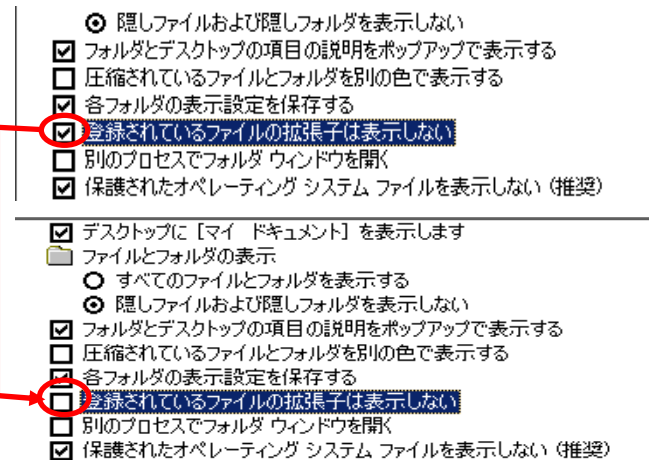 隠しファイルおよび隠しフォルダを表示しない
フォルダとデスクトップの項目の説明をポップアップで表示する
圧縮されているファイルとフォルダを別の色で表示する
各フォルダの表示設定を保存する
登録されているファイルの拡張子は表示しない
別のプロセスでフォルダ ウィンドウを開く
保護されたオペレーティング システム ファイルを表示しない (推奨)
デスクトップに [マイ ドキュメント] を表示します
ファイルとフォルダの表示
すべてのファイルとフォルダを表示する
隠しファイルおよび隠しフォルダを表示しない
フォルダとデスクトップの項目の説明をポップアップで表示する
圧縮されているファイルとフォルダを別の色で表示する
各フォルダの表示設定を保存する
登録されているファイルの拡張子は表示しない
別のプロセスでフォルダ ウィンドウを開く
保護されたオペレーティング システム ファイルを表示しない (推奨)